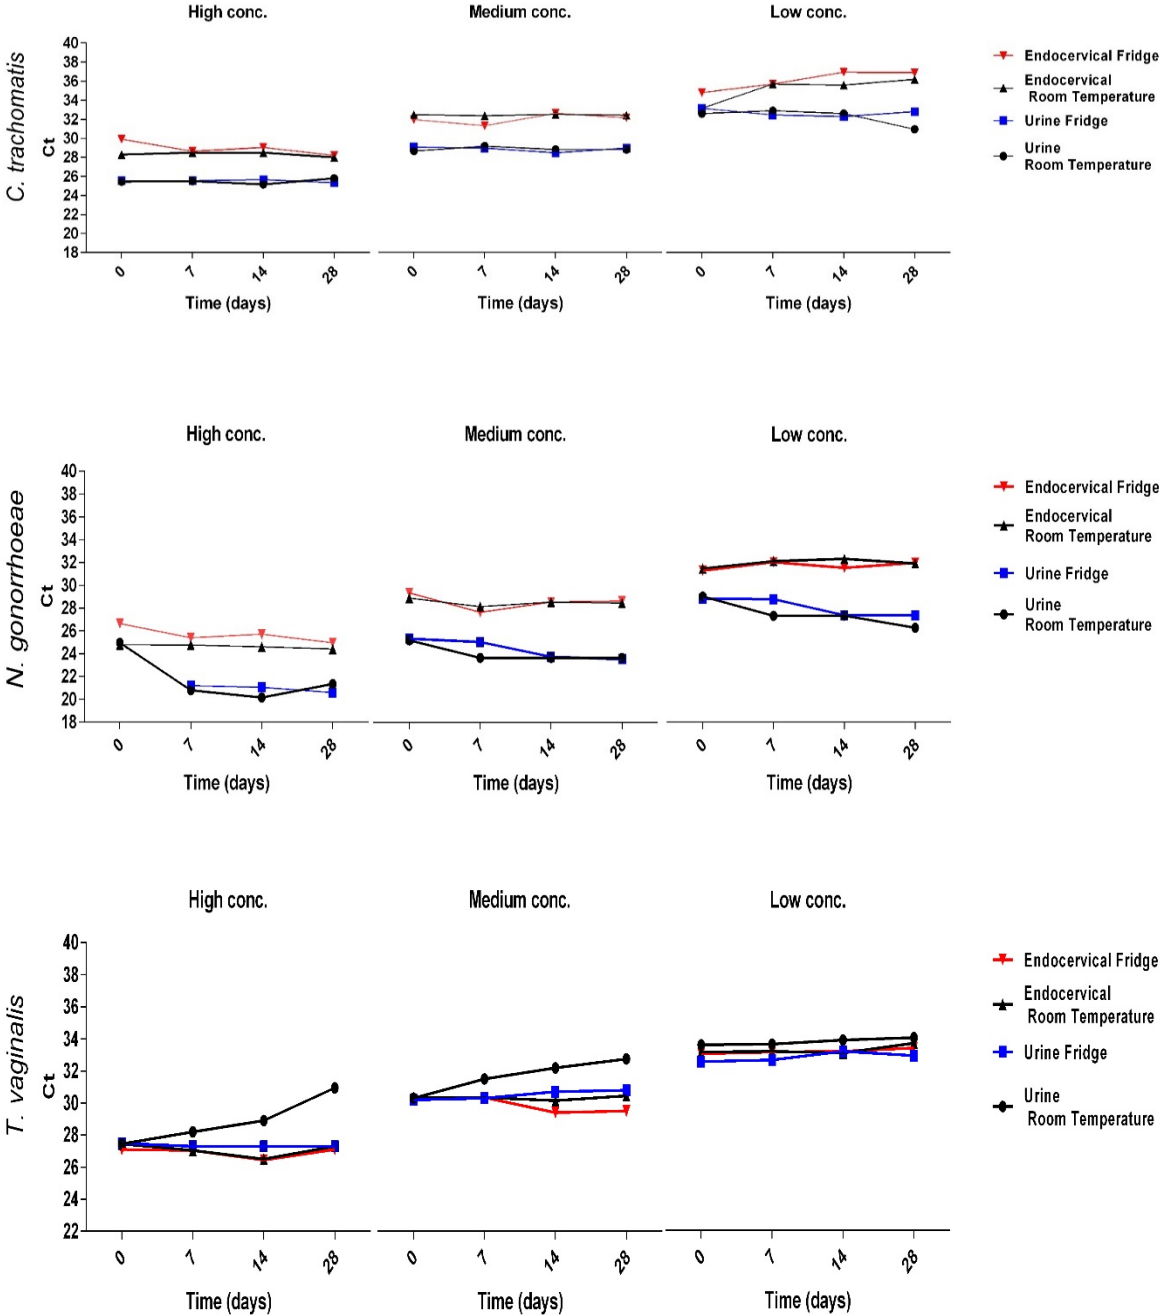 High conc.
Medium conc.
Low conc.
C. trachomatis
Ct
40
38
36
34
32
30
28
26
24
22
20
18
0
7
14
28
0
7
14
28
0
7
14
28
Time (days)
Time (days)
Time (days)
Endocervical Fridge
Endocervical
Room Temperature
Urine Fridge
Urine
Room Temperature
High conc.
Medium conc.
Low conc.
N. gonorrhoeae
Ct
40
38
36
34
32
30
28
26
24
22
20
18
0
7
14
28
0
7
14
28
0
7
14
28
Time (days)
Time (days)
Time (days)
Endocervical Fridge
Endocervical
Room Temperature
Urine Fridge
Urine
Room Temperature
High conc.
Medium conc.
Low conc.
T. vaginalis
Ct
40
38
36
34
32
30
28
26
24
22
0
7
14
28
0
7
14
28
0
7
14
28
Time (days)
Time (days)
Time (days)
Endocervical Fridge
Endocervical
Room Temperature
Urine Fridge
Urine
Room Temperature